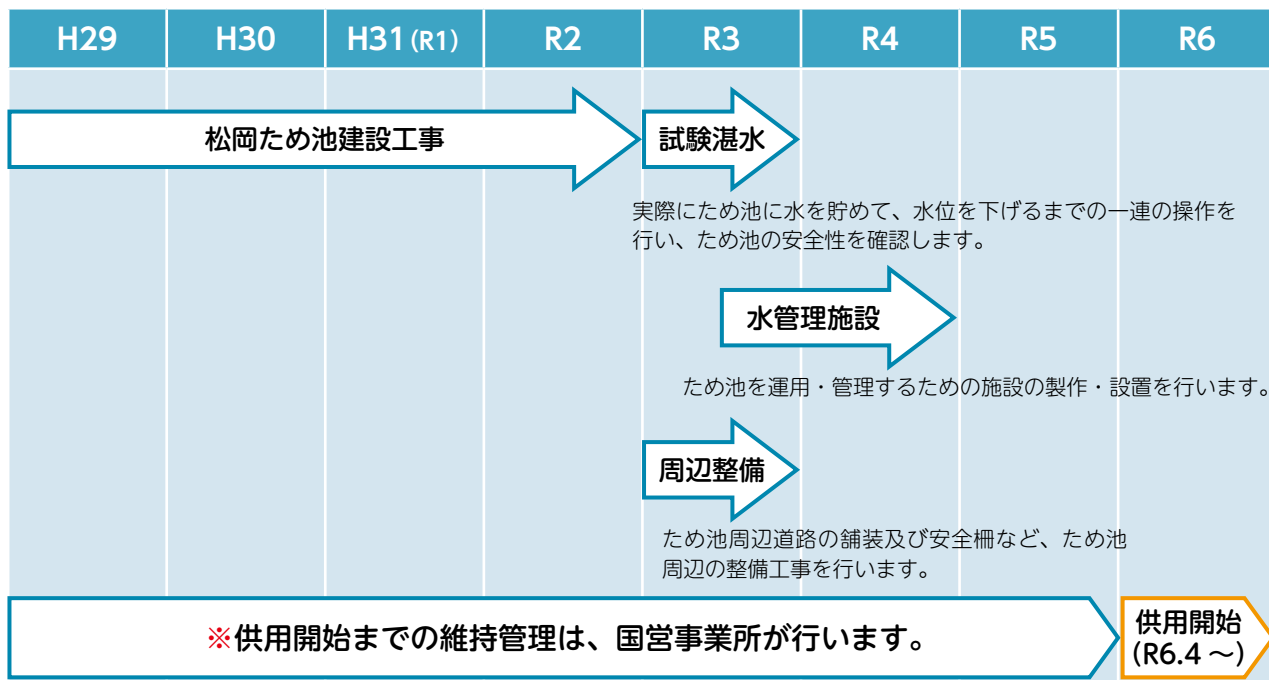 H29 H30 H31(R1) R2 R3 R4 R5 R6
松岡ため池建設工事 試験湛水
実際にため池に水を貯めて、水位を下げるまでの一連の操作を
行い、ため池の安全性を確認します。
水管理施設
ため池を運用・管理するための施設の製作・設置を行います。
周辺整備
ため池周辺道路の舗装及び安全柵など、ため池
周辺の整備工事を行います。
※供用開始までの維持管理は、国営事業所が行います。
供用開始
(R6.4～)